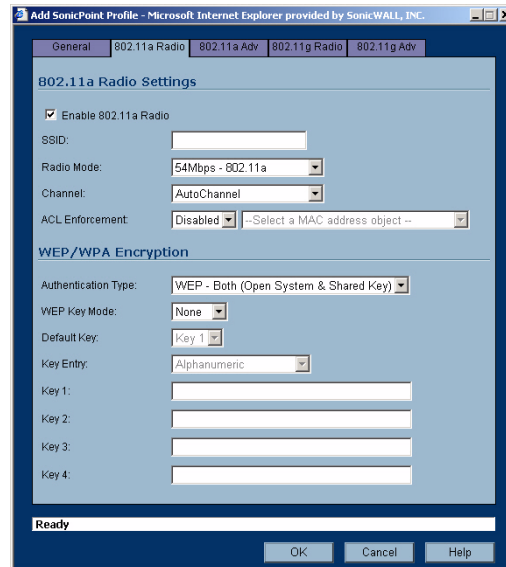 Add SonicPoint Profile - Microsoft Internet Explorer provided by SonicWALL, INC.
General 802.11a Radio 802.11a Adv 802.11g Radio 802.11g Adv
802.11a Radio Settings
Enable 802.11a Radio
SSID:
Radio Mode: 54Mbps - 802.11a
Channel: AutoChannel
ACL Enforcement: Disabled --Select a MAC address object --
WEP/WPA Encryption
Authentication Type: WEP - Both (Open System & Shared Key)
WEP Key Mode: None
Default Key: Key 1
Key Entry: Alphanumeric
Key 1:
Key 2:
Key 3:
Key 4:
Ready
OK Cancel Help